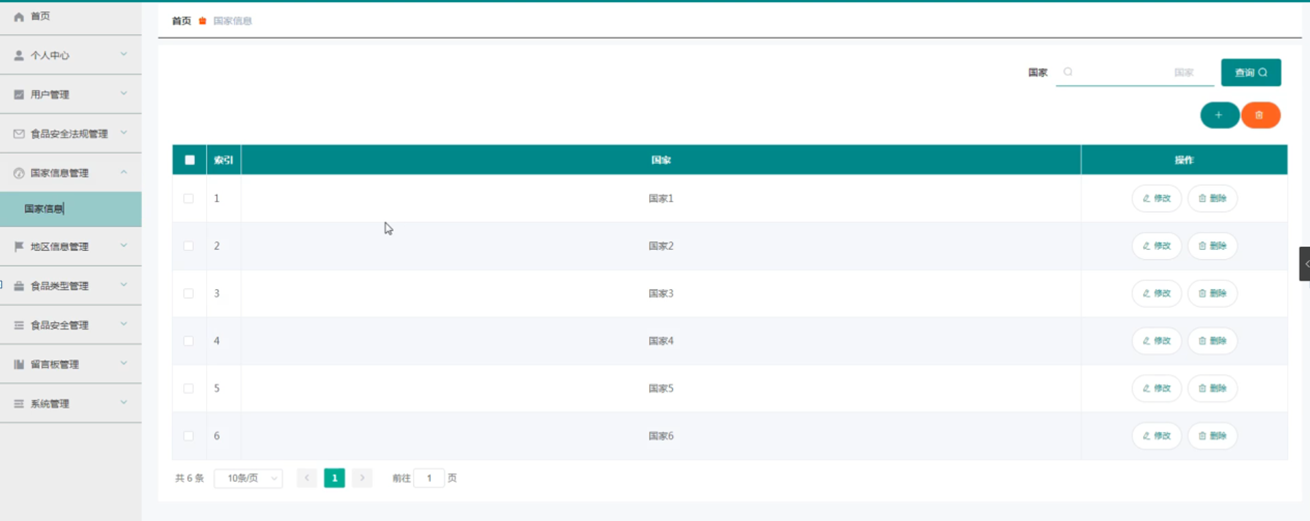 首页
个人中心
用户管理
食品安全法规管理
国家信息管理
国家信息
地区信息管理
食品类型管理
食品安全管理
留言板管理
系统管理
首页 国家信息
国家 国家 查询
+
索引 国家 操作
1 国家1 修改 删除
2 国家2 修改 删除
3 国家3 修改 删除
4 国家4 修改 删除
5 国家5 修改 删除
6 国家6 修改 删除
共 6 条 10条/页 < 1 > 前往 1 页